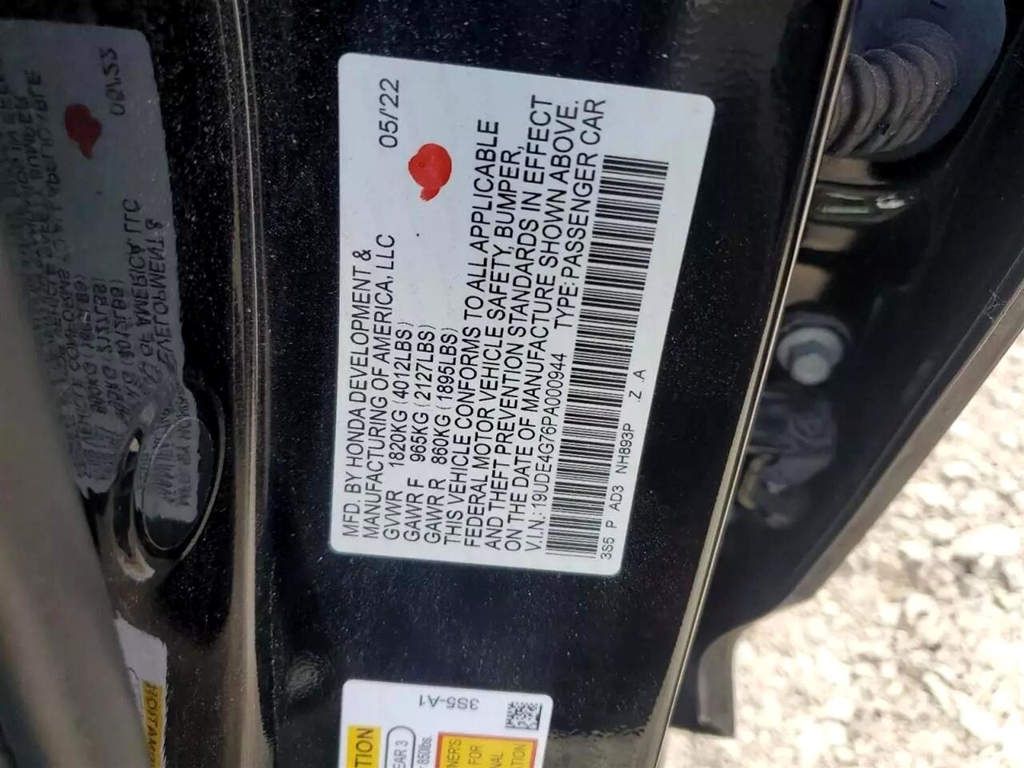 05/'22
MFD. BY HONDA DEVELOPMENT &
MANUFACTURING OF AMERICA, LLC
GVWR 1820KG (4012LBS)
GAWR F 965KG (2127LBS)
GAWR R 860KG (1895LBS)
THIS VEHICLE CONFORMS TO ALL APPLICABLE
FEDERAL MOTOR VEHICLE SAFETY, BUMPER,
AND THEFT PREVENTION STANDARDS IN EFFECT
ON THE DATE OF MANUFACTURE SHOWN ABOVE.
V.I.N.: 19UDE4G76PA000944 TYPE:PASSENGER CAR
3S5 P AD3 NH893P .Z .A
3S5-A1